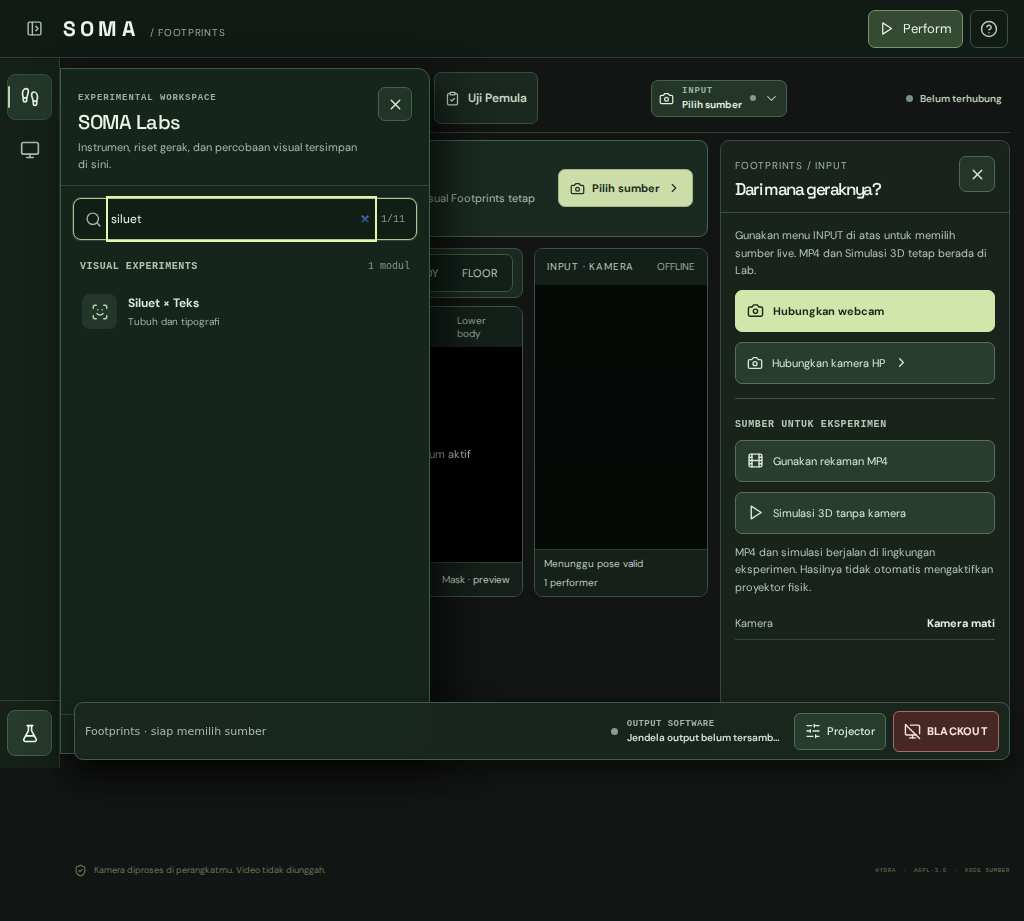 SOMA
/ FOOTPRINTS
Perform
EXPERIMENTAL WORKSPACE
SOMA Labs
Instrumen, riset gerak, dan percobaan visual tersimpan
di sini.
siluet
1/11
VISUAL EXPERIMENTS
1 modul
Siluet × Teks
Tubuh dan tipografi
Uji Pemula
INPUT
Pilih sumber
Belum terhubung
sual Footprints tetap
Pilih sumber
DY
FLOOR
Lower
body
um aktif
Mask · preview
INPUT · KAMERA
OFFLINE
Menunggu pose valid
1 performer
FOOTPRINTS / INPUT
Dari mana geraknya?
Gunakan menu INPUT di atas untuk memilih
sumber live. MP4 dan Simulasi 3D tetap berada di
Lab.
Hubungkan webcam
Hubungkan kamera HP
SUMBER UNTUK EKSPERIMEN
Gunakan rekaman MP4
Simulasi 3D tanpa kamera
MP4 dan simulasi berjalan di lingkungan
eksperimen. Hasilnya tidak otomatis mengaktifkan
proyektor fisik.
Kamera
Kamera mati
Footprints · siap memilih sumber
OUTPUT SOFTWARE
Jendela output belum tersamb…
Projector
BLACKOUT
Kamera diproses di perangkatmu. Video tidak diunggah.
HYDRA · AGPL-3.0 · KODE SUMBER